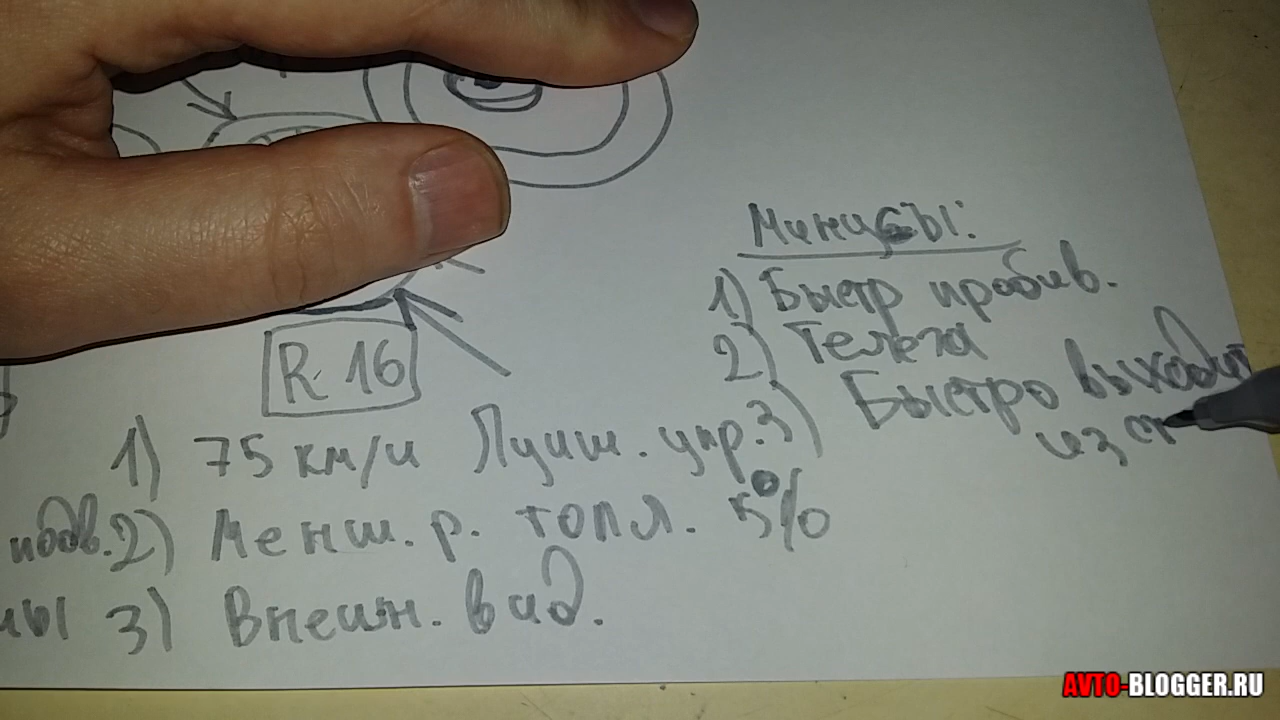 R 16
1) 75 км/ч Лучш. упр.
2) Менш. р. топл. 5%
3) Внешн. вид.
Минусы:
1) Быстр пробив.
2) Телега
3) Быстро выходит
из ст
подв.
AVTO-BLOGGER.RU